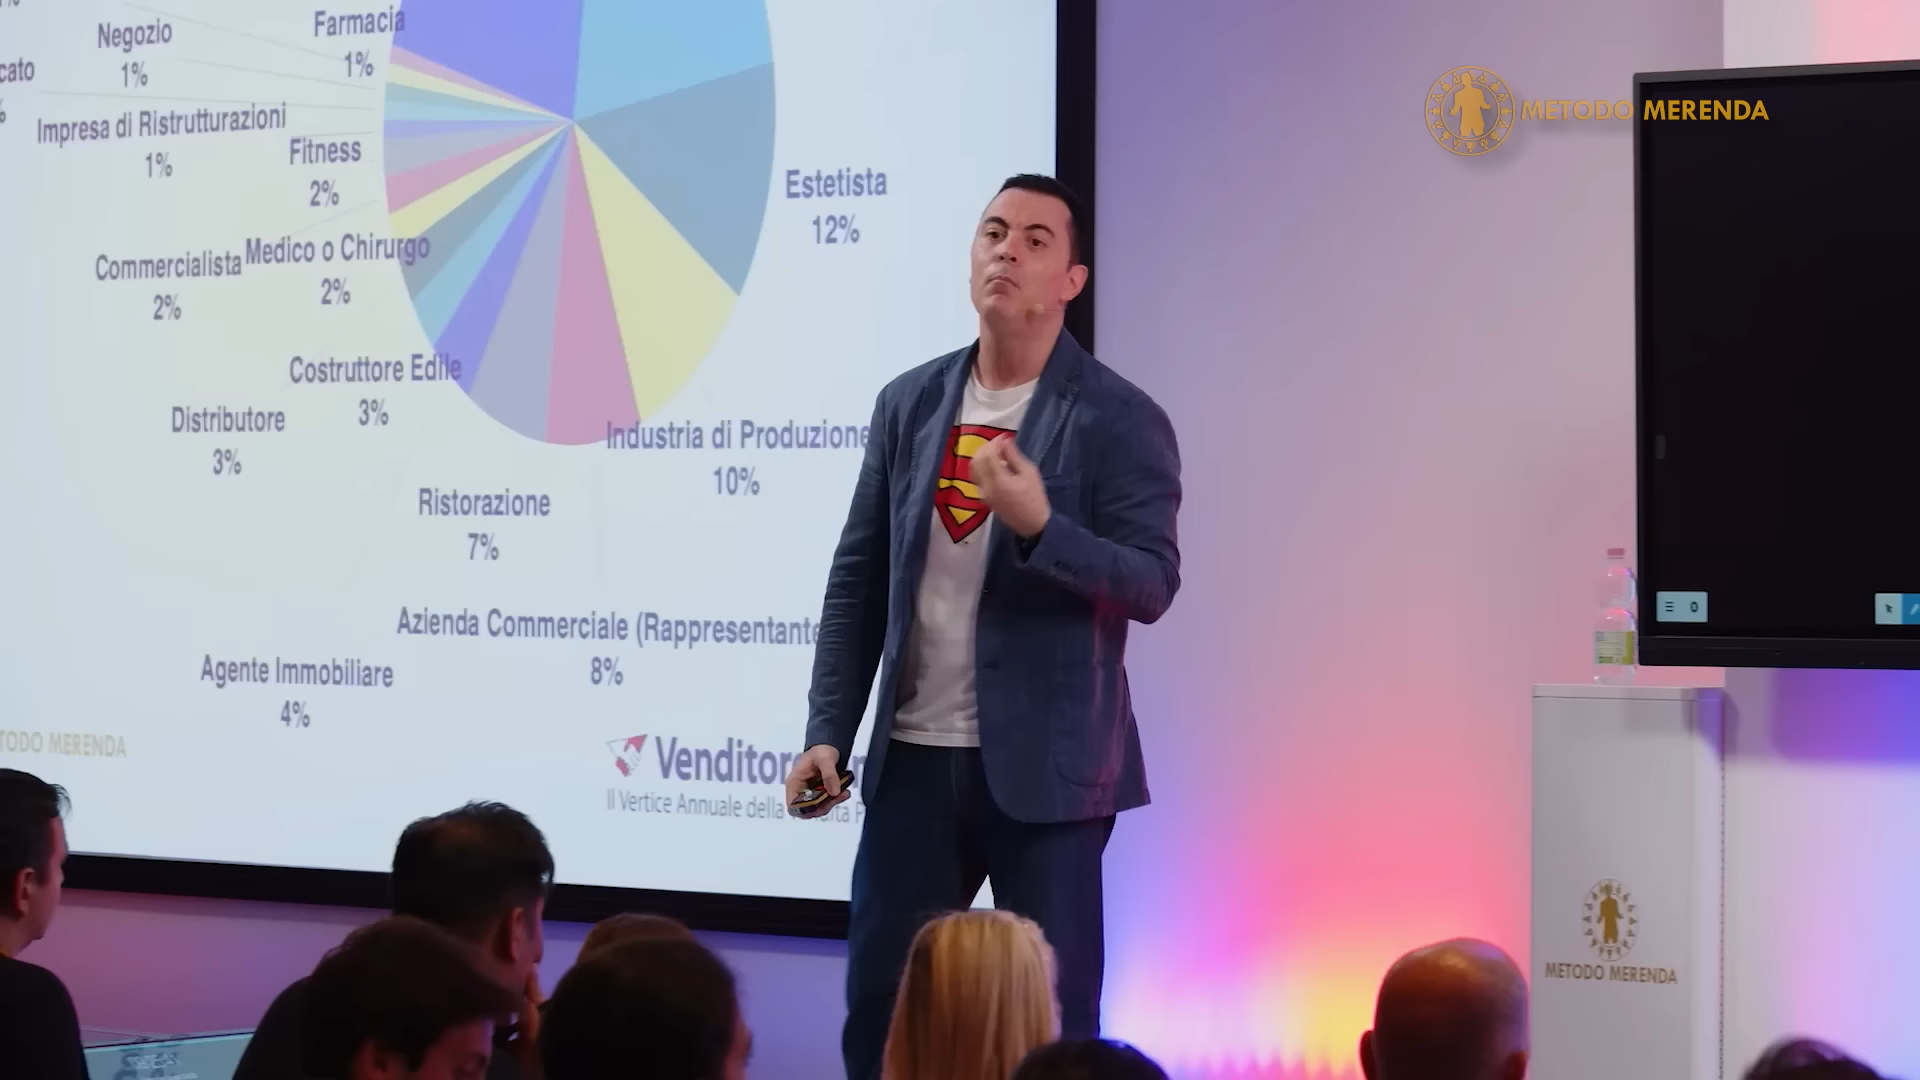 Negozio
1%
Farmacia
1%
Impresa di Ristrutturazioni
1%
Fitness
2%
Estetista
12%
Commercialista
2%
Medico o Chirurgo
2%
Costruttore Edile
3%
Distributore
3%
Industria di Produzione
10%
Ristorazione
7%
Azienda Commerciale (Rappresentante
8%
Agente Immobiliare
4%
MERENDA
Il Vertice Annuale della
METODO MERENDA
METODO MERENDA